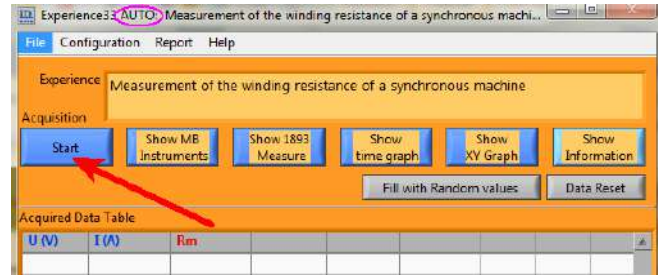 Experience33 AUTO: Measurement of the winding resistance of a synchronous machi...
File Configuration Report Help
Experience Measurement of the winding resistance of a synchronous machine
Acquisition
Start Show MB Instruments Show 1893 Measure Show time graph Show XY Graph Show Information
Fill with Random values Data Reset
Acquired Data Table
U (V) I (A) Rm